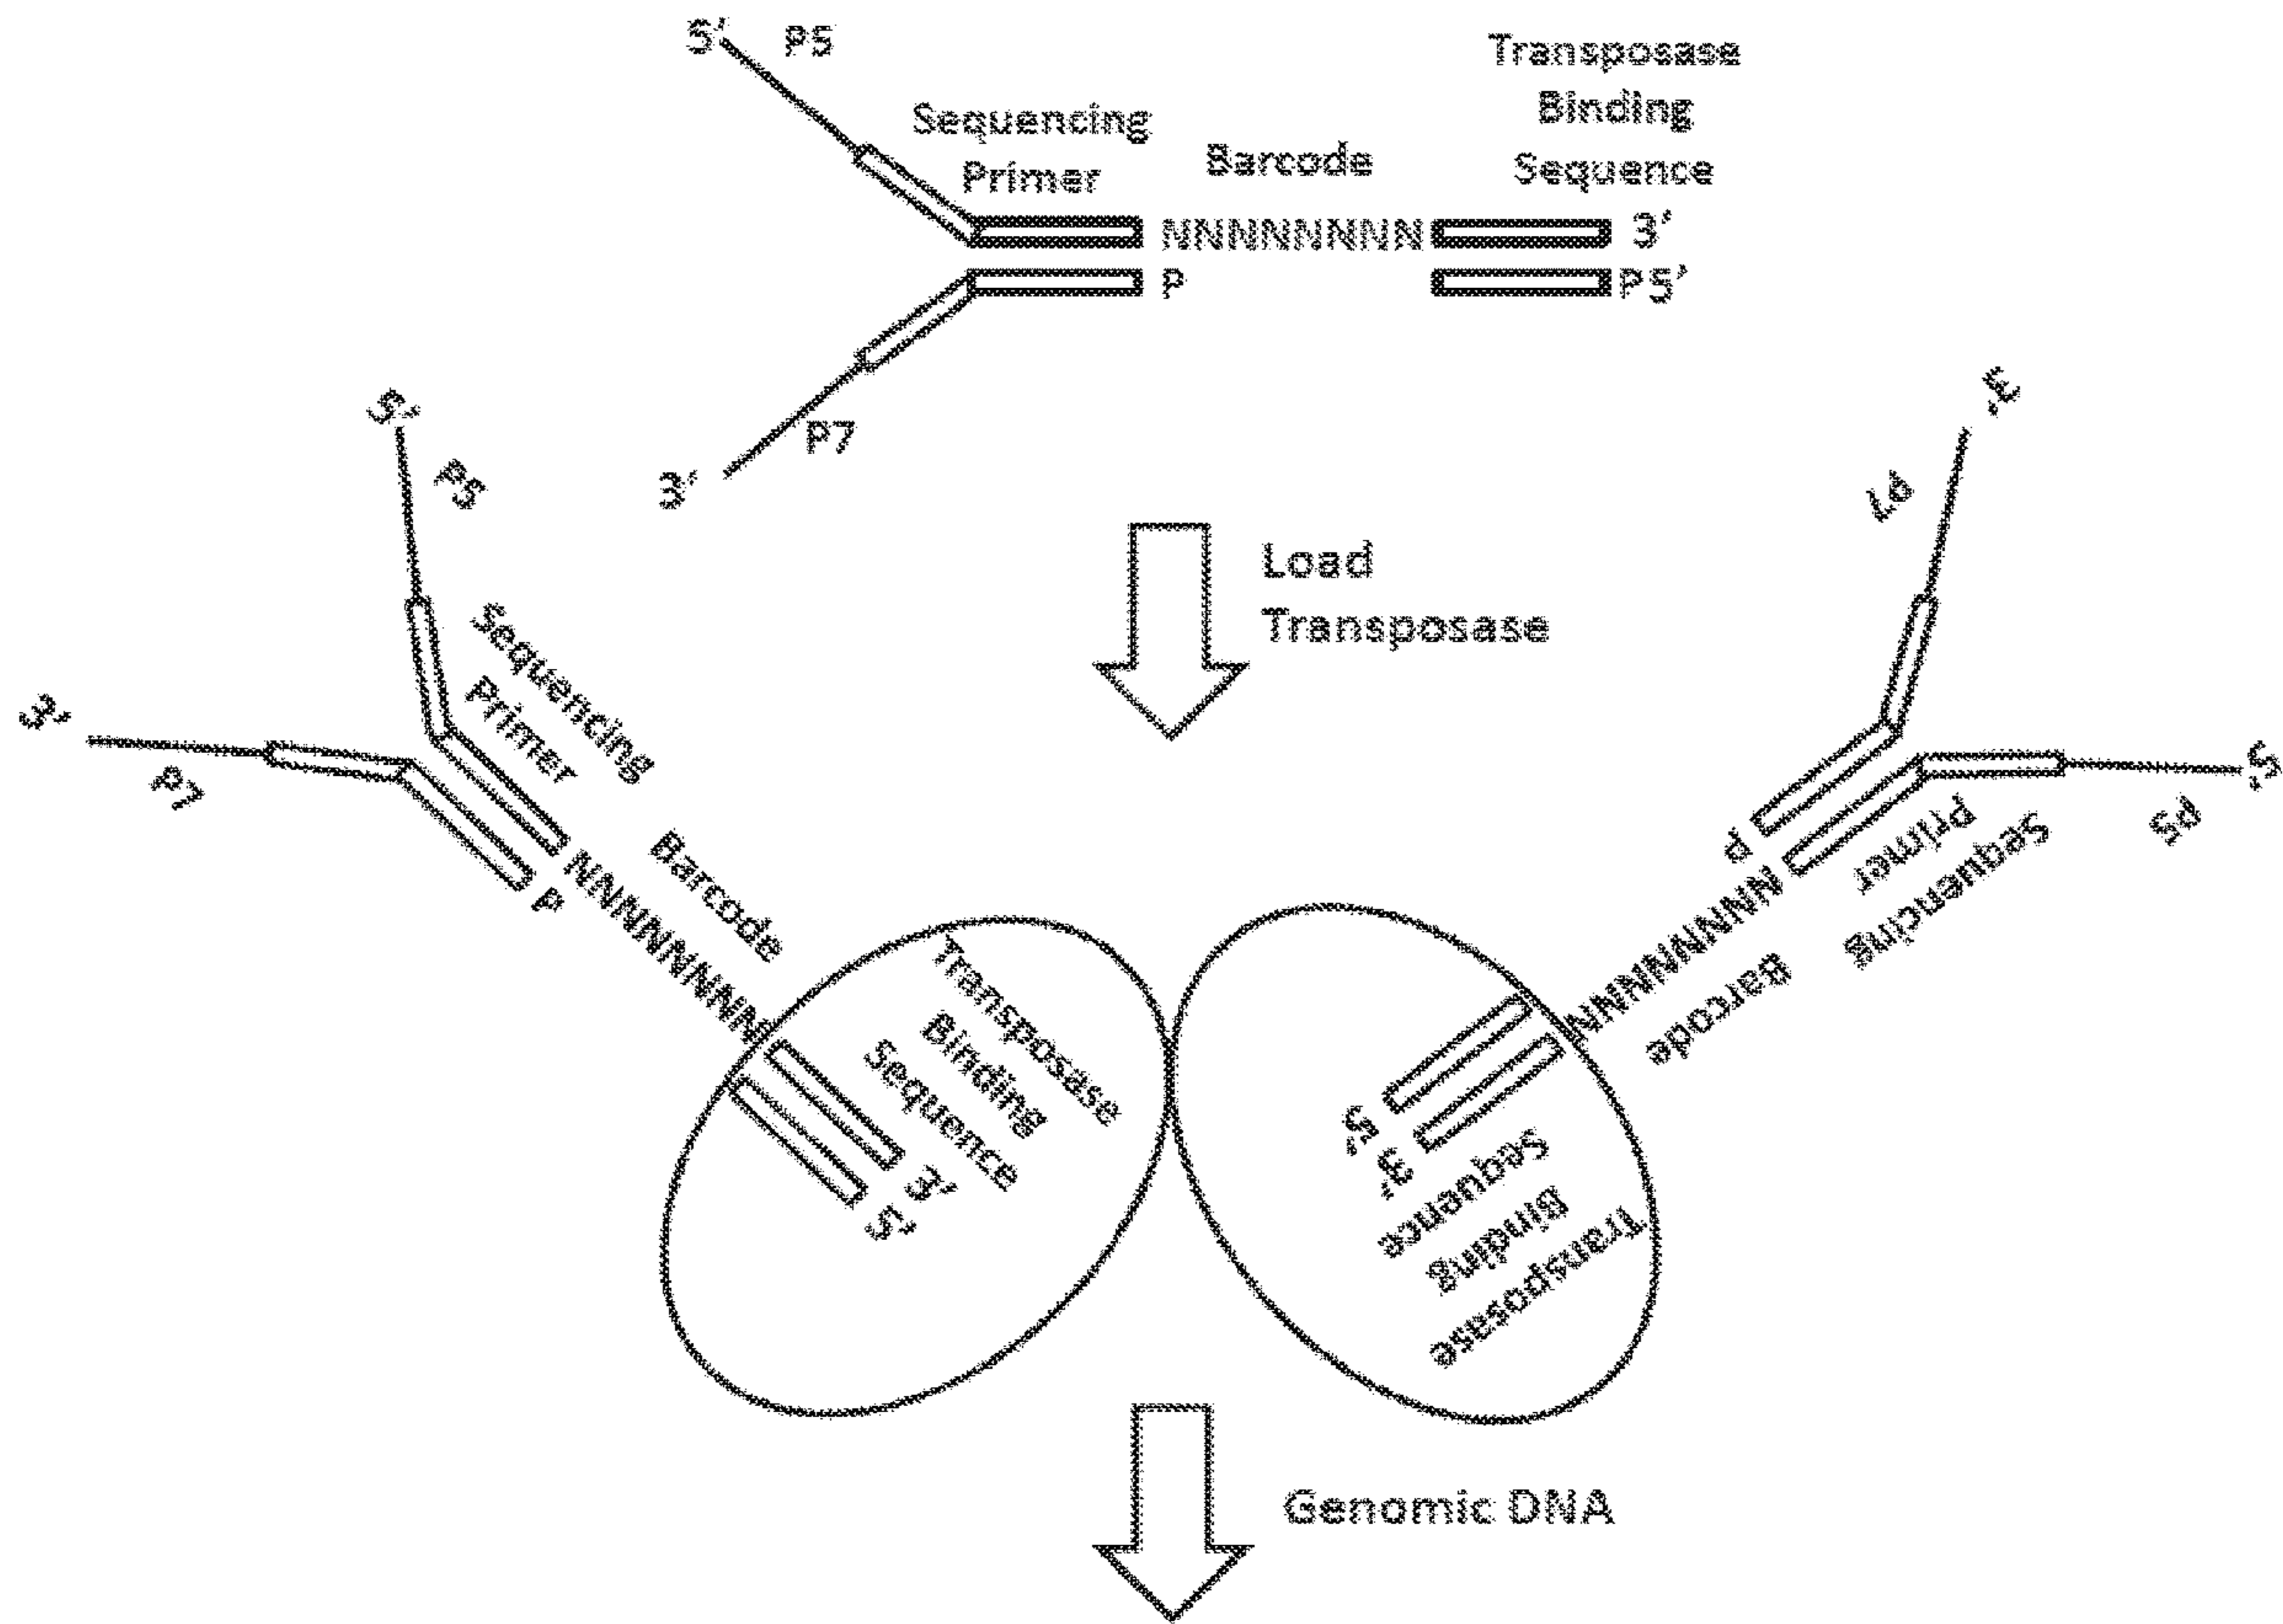 5' P5
Transposase
Binding
Sequence
Sequencing
Primer
Barcode
NNNNNNNN
3'
P
P5'
P7
3'
Load
Transposase
5'
P5
Sequencing
Primer
3'
P7
P
Barcode
NNNNNNNN
Transposase
Binding
Sequence
3'
5'
3'
P7
5'
P5
Sequencing
Primer
P
NNNNNNNN
Barcode
5'
3'
Transposase
Binding
Sequence
Genomic DNA